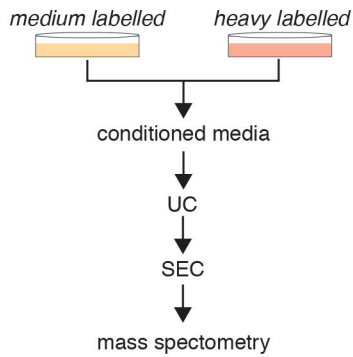 medium labelled heavy labelled
conditioned media
UC
SEC
mass spectometry